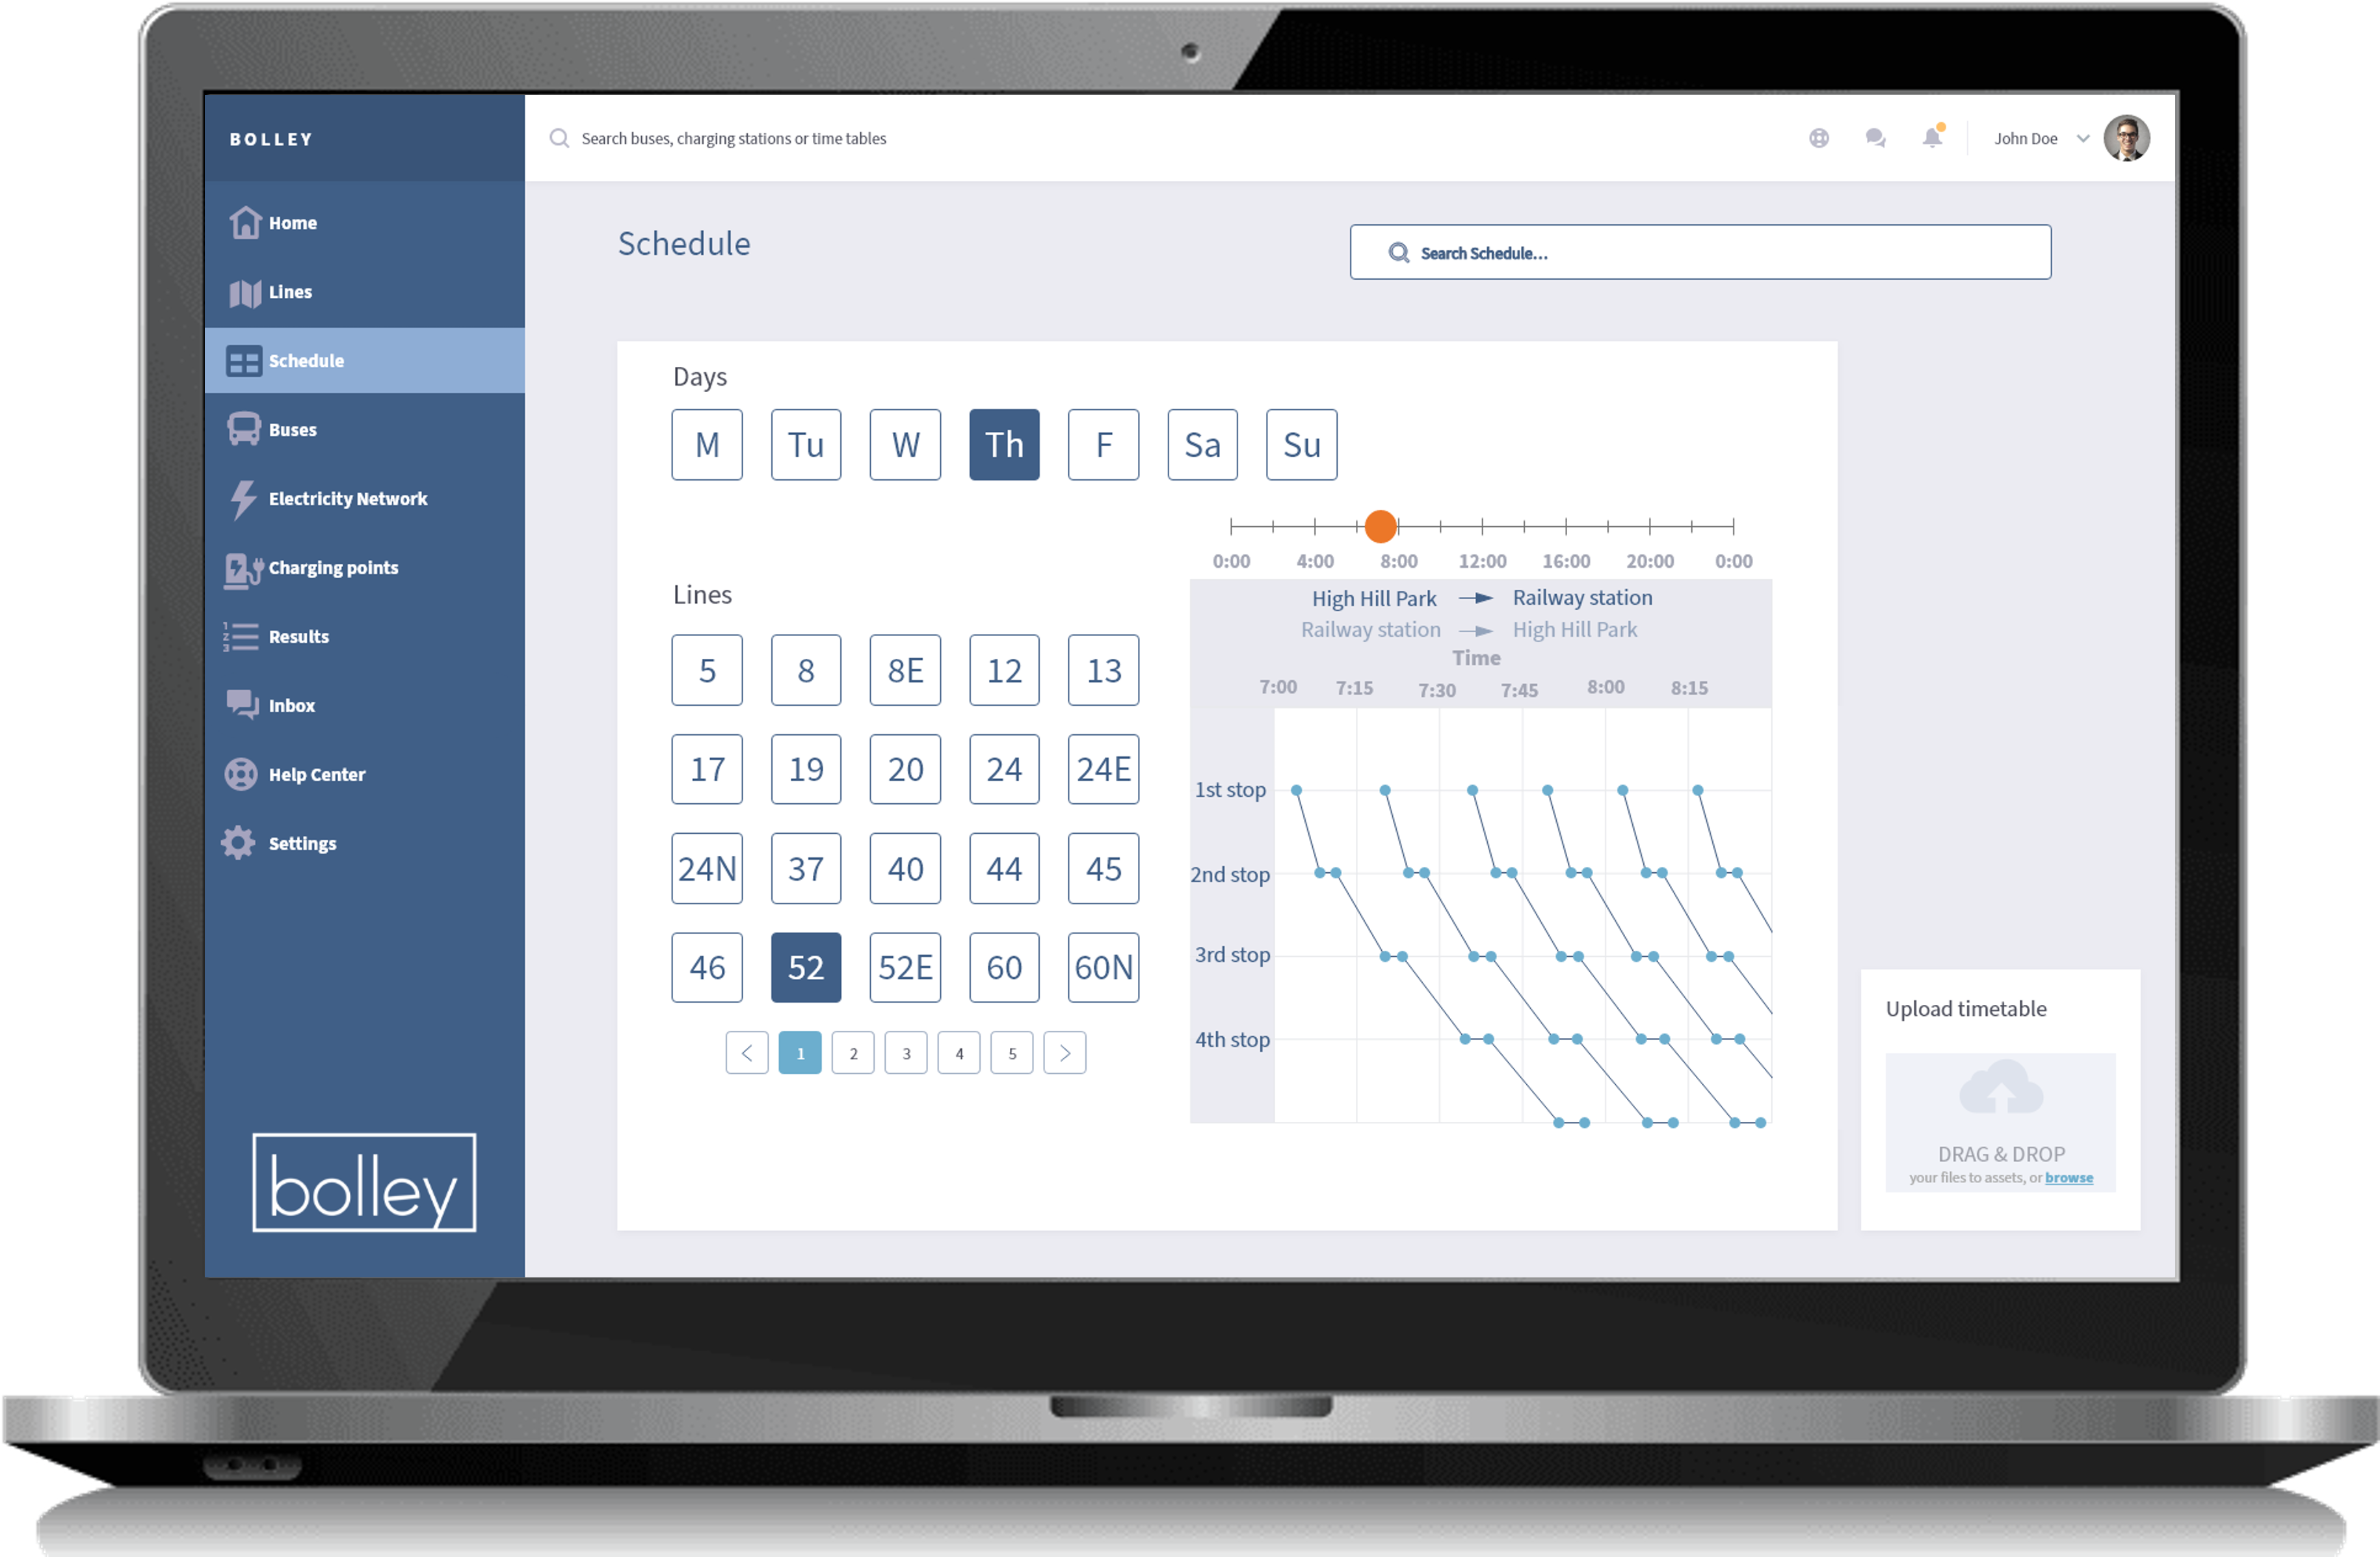 BOLLEY
Search buses, charging stations or time tables
John Doe
Home
Lines
Schedule
Buses
Electricity Network
Charging points
1
2
3
Results
Inbox
Help Center
Settings
bolley
Schedule
Search Schedule...
Days
M Tu W Th F Sa Su
0:00 4:00 8:00 12:00 16:00 20:00 0:00
Lines
5 8 8E 12 13
17 19 20 24 24E
24N 37 40 44 45
46 52 52E 60 60N
1 2 3 4 5
High Hill Park Railway station
Railway station High Hill Park
Time
7:00 7:15 7:30 7:45 8:00 8:15
1st stop
2nd stop
3rd stop
4th stop
Upload timetable
DRAG & DROP
your files to assets, or browse